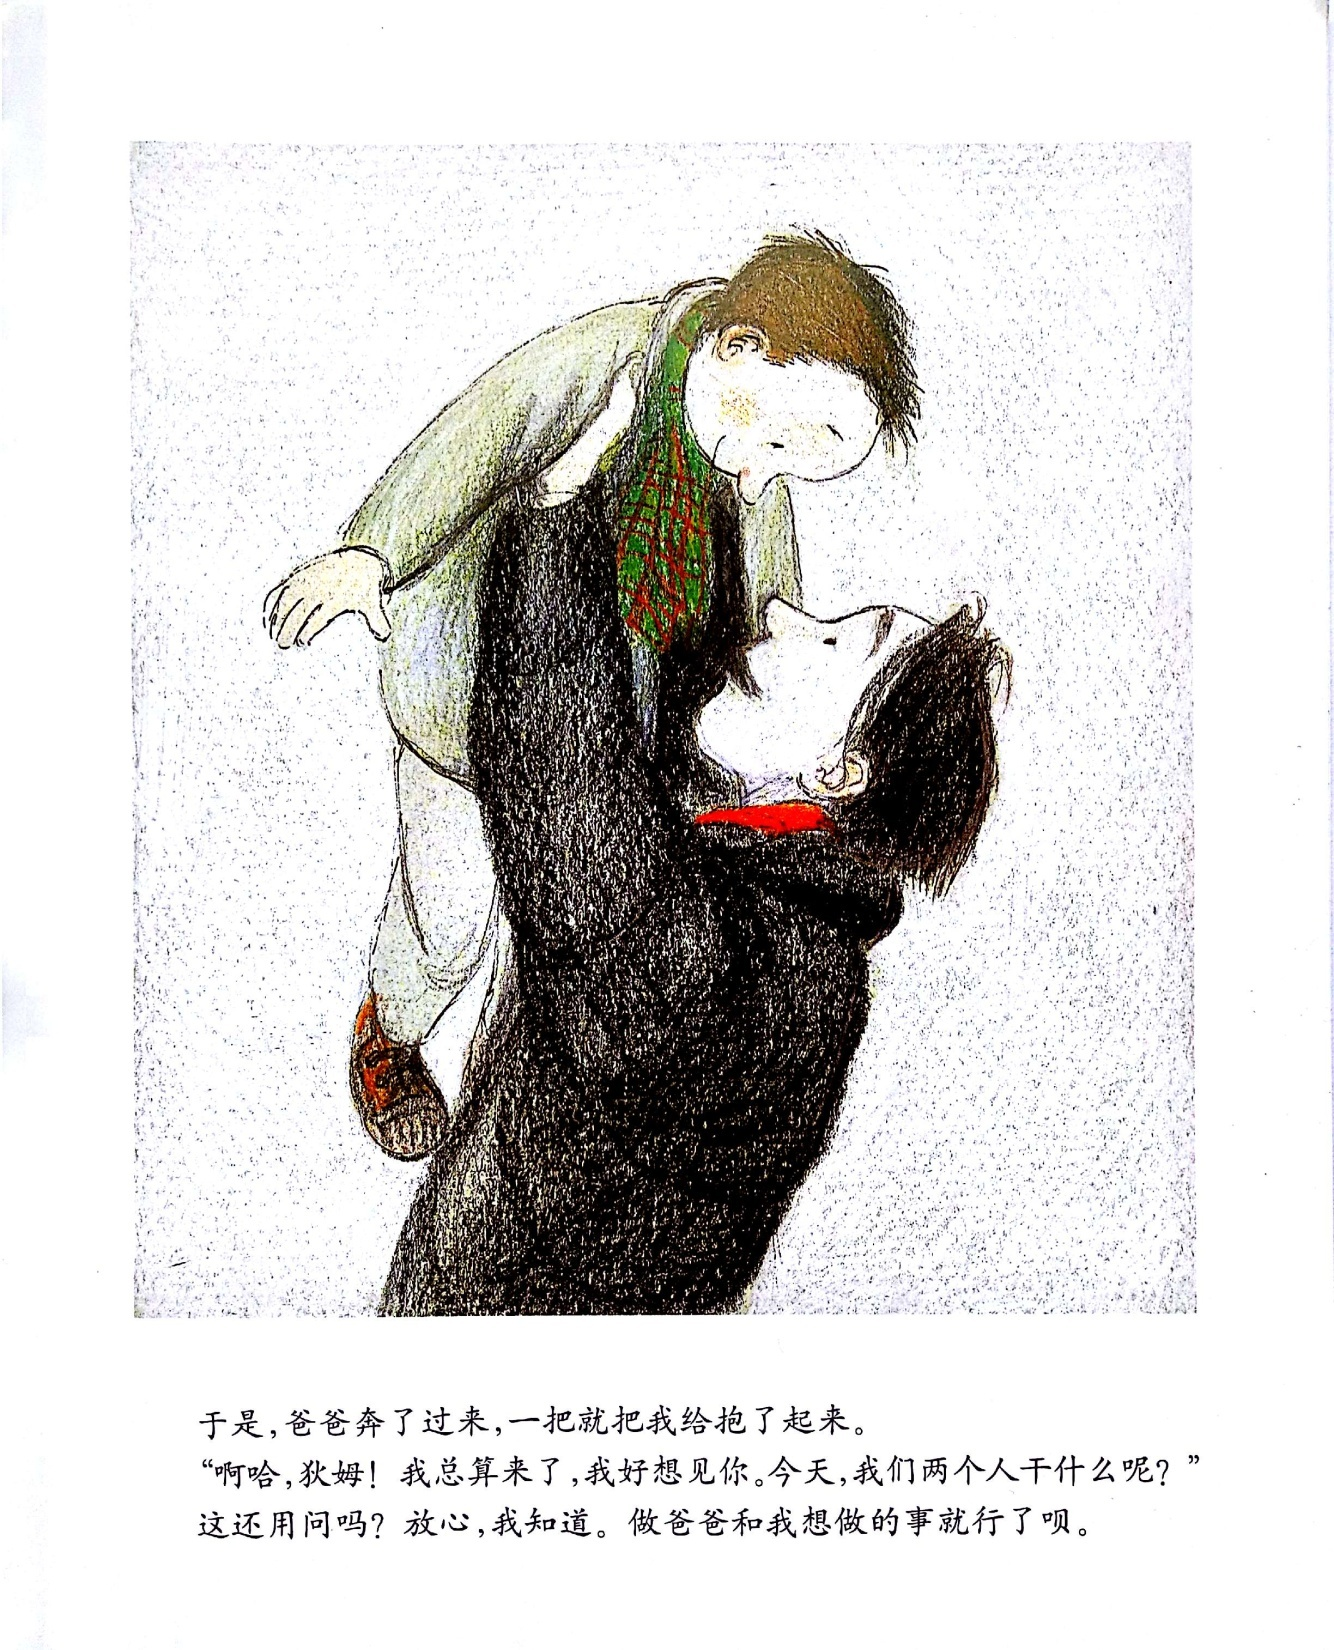 于是,爸爸奔了过来,一把就把我给抱了起来。
“啊哈,狄姆！我总算来了,我好想见你。今天,我们两个人干什么呢？”
这还用问吗？放心,我知道。做爸爸和我想做的事就行了呗。